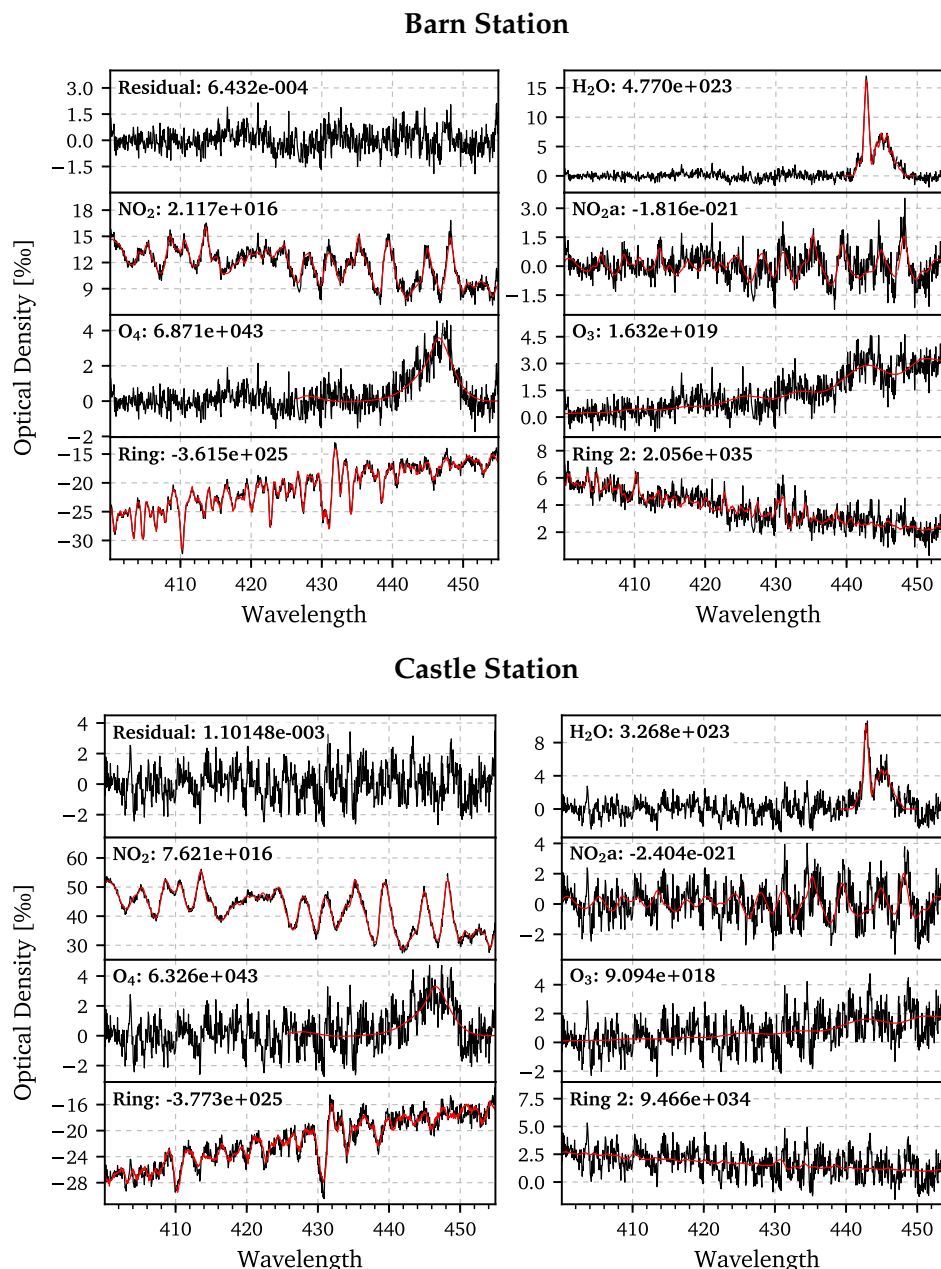 Barn Station
Optical Density [‰]
Residual: 6.432e-004
3.0
1.5
0.0
−1.5
NO₂: 2.117e+016
18
15
12
9
O₄: 6.871e+043
4
2
0
−2
Ring: -3.615e+025
−15
−20
−25
−30
410 420 430 440 450
Wavelength
H₂O: 4.770e+023
15
10
5
0
NO₂a: -1.816e-021
3.0
1.5
0.0
−1.5
O₃: 1.632e+019
4.5
3.0
1.5
0.0
Ring 2: 2.056e+035
8
6
4
2
410 420 430 440 450
Wavelength
Castle Station
Optical Density [‰]
Residual: 1.10148e-003
4
2
0
−2
NO₂: 7.621e+016
60
50
40
30
O₄: 6.326e+043
4
2
0
−2
Ring: -3.773e+025
−16
−20
−24
−28
410 420 430 440 450
Wavelength
H₂O: 3.268e+023
8
4
0
NO₂a: -2.404e-021
4
2
0
−2
O₃: 9.094e+018
4
2
0
−2
Ring 2: 9.466e+034
7.5
5.0
2.5
0.0
410 420 430 440 450
Wavelength